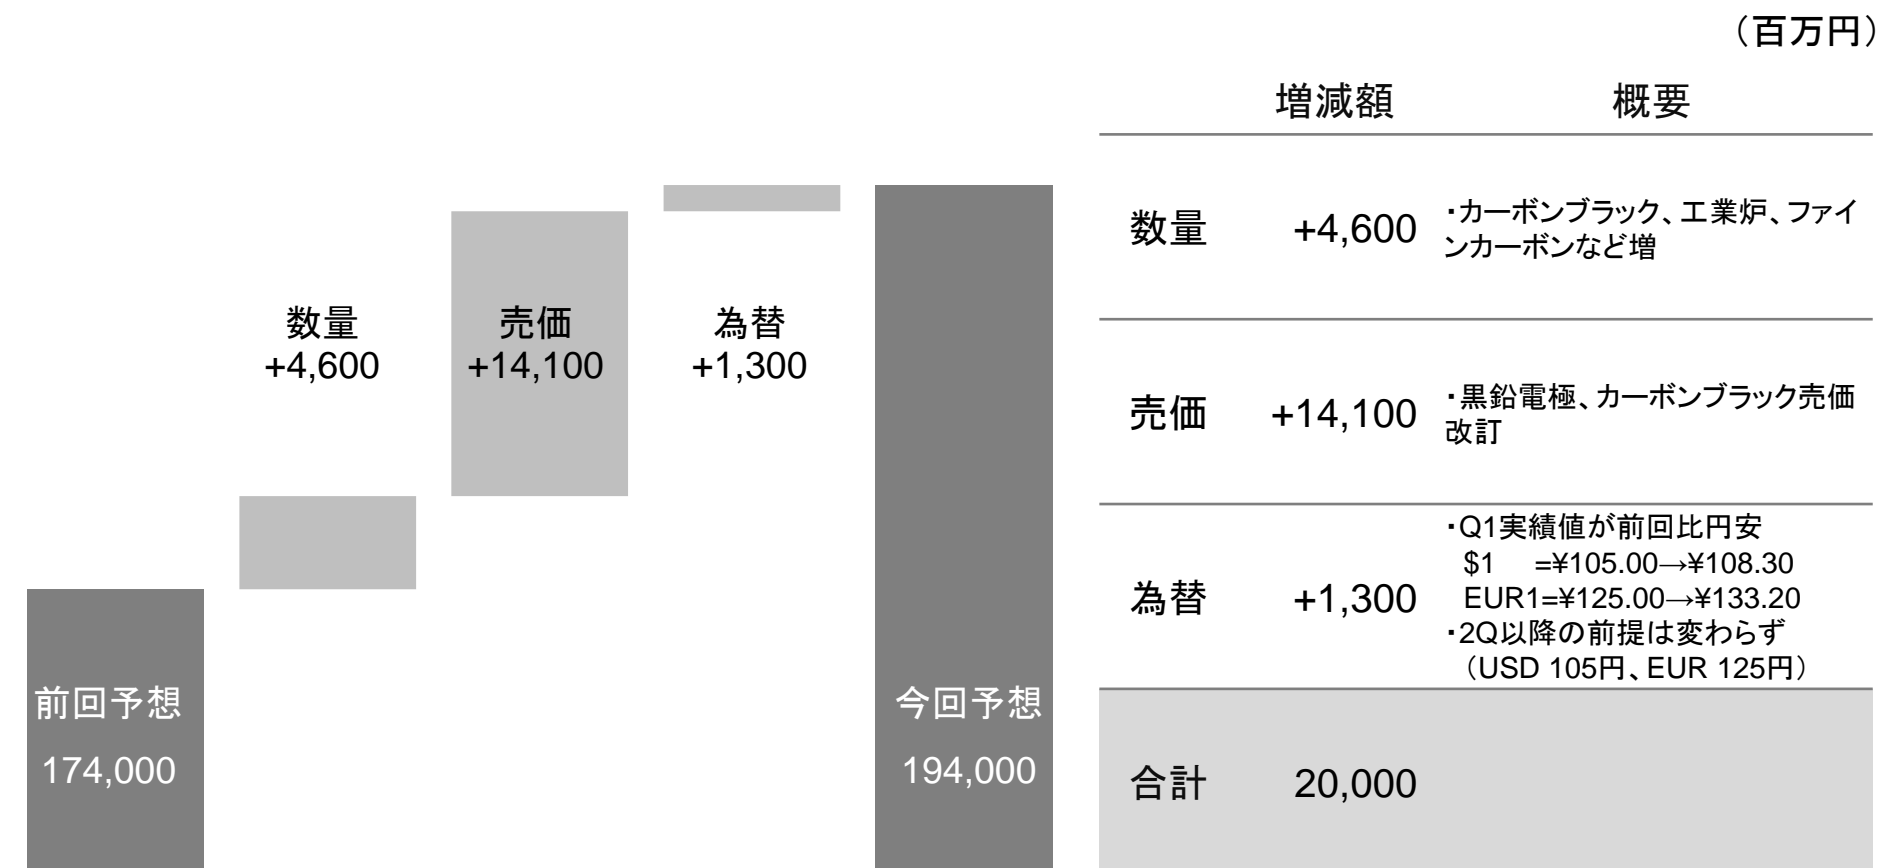 （百万円）
数量
+4,600
売価
+14,100
為替
+1,300
前回予想
174,000
今回予想
194,000
増減額 概要
数量 +4,600 ・カーボンブラック、工業炉、ファイ
ンカーボンなど増
売価 +14,100 ・黒鉛電極、カーボンブラック売価
改訂
為替 +1,300 ・Q1実績値が前回比円安
$1 =¥105.00→¥108.30
EUR1=¥125.00→¥133.20
・2Q以降の前提は変わらず
（USD 105円、EUR 125円）
合計 20,000